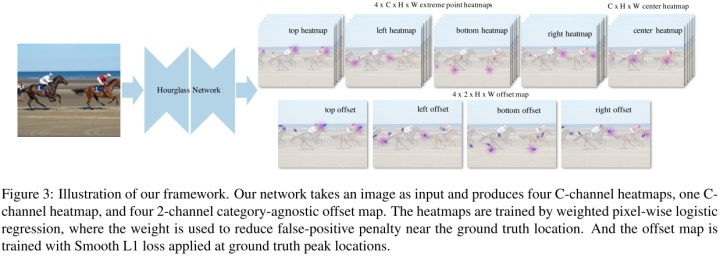 4 x C x H x W extreme point heatmaps
C x H x W center heatmap
top heatmap
left heatmap
bottom heatmap
right heatmap
center heatmap
Hourglass Network
4 x 2 x H x W offset map
top offset
left offset
bottom offset
right offset
Figure 3: Illustration of our framework. Our network takes an image as input and produces four C-channel heatmaps, one C-
channel heatmap, and four 2-channel category-agnostic offset map. The heatmaps are trained by weighted pixel-wise logistic
regression, where the weight is used to reduce false-positive penalty near the ground truth location. And the offset map is
trained with Smooth L1 loss applied at ground truth peak locations.